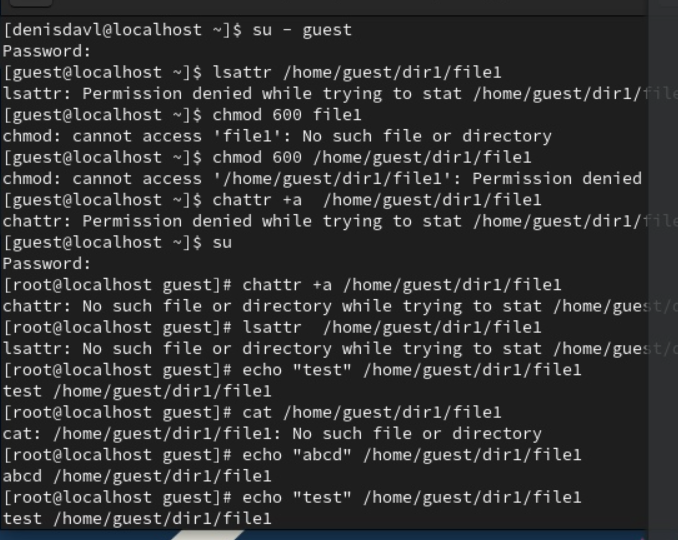 [denisdavl@localhost ~]$ su - guest
Password:
[guest@localhost ~]$ lsattr /home/guest/dir1/file1
lsattr: Permission denied while trying to stat /home/guest/dir1/file
[guest@localhost ~]$ chmod 600 file1
chmod: cannot access 'file1': No such file or directory
[guest@localhost ~]$ chmod 600 /home/guest/dir1/file1
chmod: cannot access '/home/guest/dir1/file1': Permission denied
[guest@localhost ~]$ chattr +a  /home/guest/dir1/file1
chattr: Permission denied while trying to stat /home/guest/dir1/file
[guest@localhost ~]$ su
Password:
[root@localhost guest]# chattr +a /home/guest/dir1/file1
chattr: No such file or directory while trying to stat /home/guest/d
[root@localhost guest]# lsattr  /home/guest/dir1/file1
lsattr: No such file or directory while trying to stat /home/guest/d
[root@localhost guest]# echo "test" /home/guest/dir1/file1
test /home/guest/dir1/file1
[root@localhost guest]# cat /home/guest/dir1/file1
cat: /home/guest/dir1/file1: No such file or directory
[root@localhost guest]# echo "abcd" /home/guest/dir1/file1
abcd /home/guest/dir1/file1
[root@localhost guest]# echo "test" /home/guest/dir1/file1
test /home/guest/dir1/file1